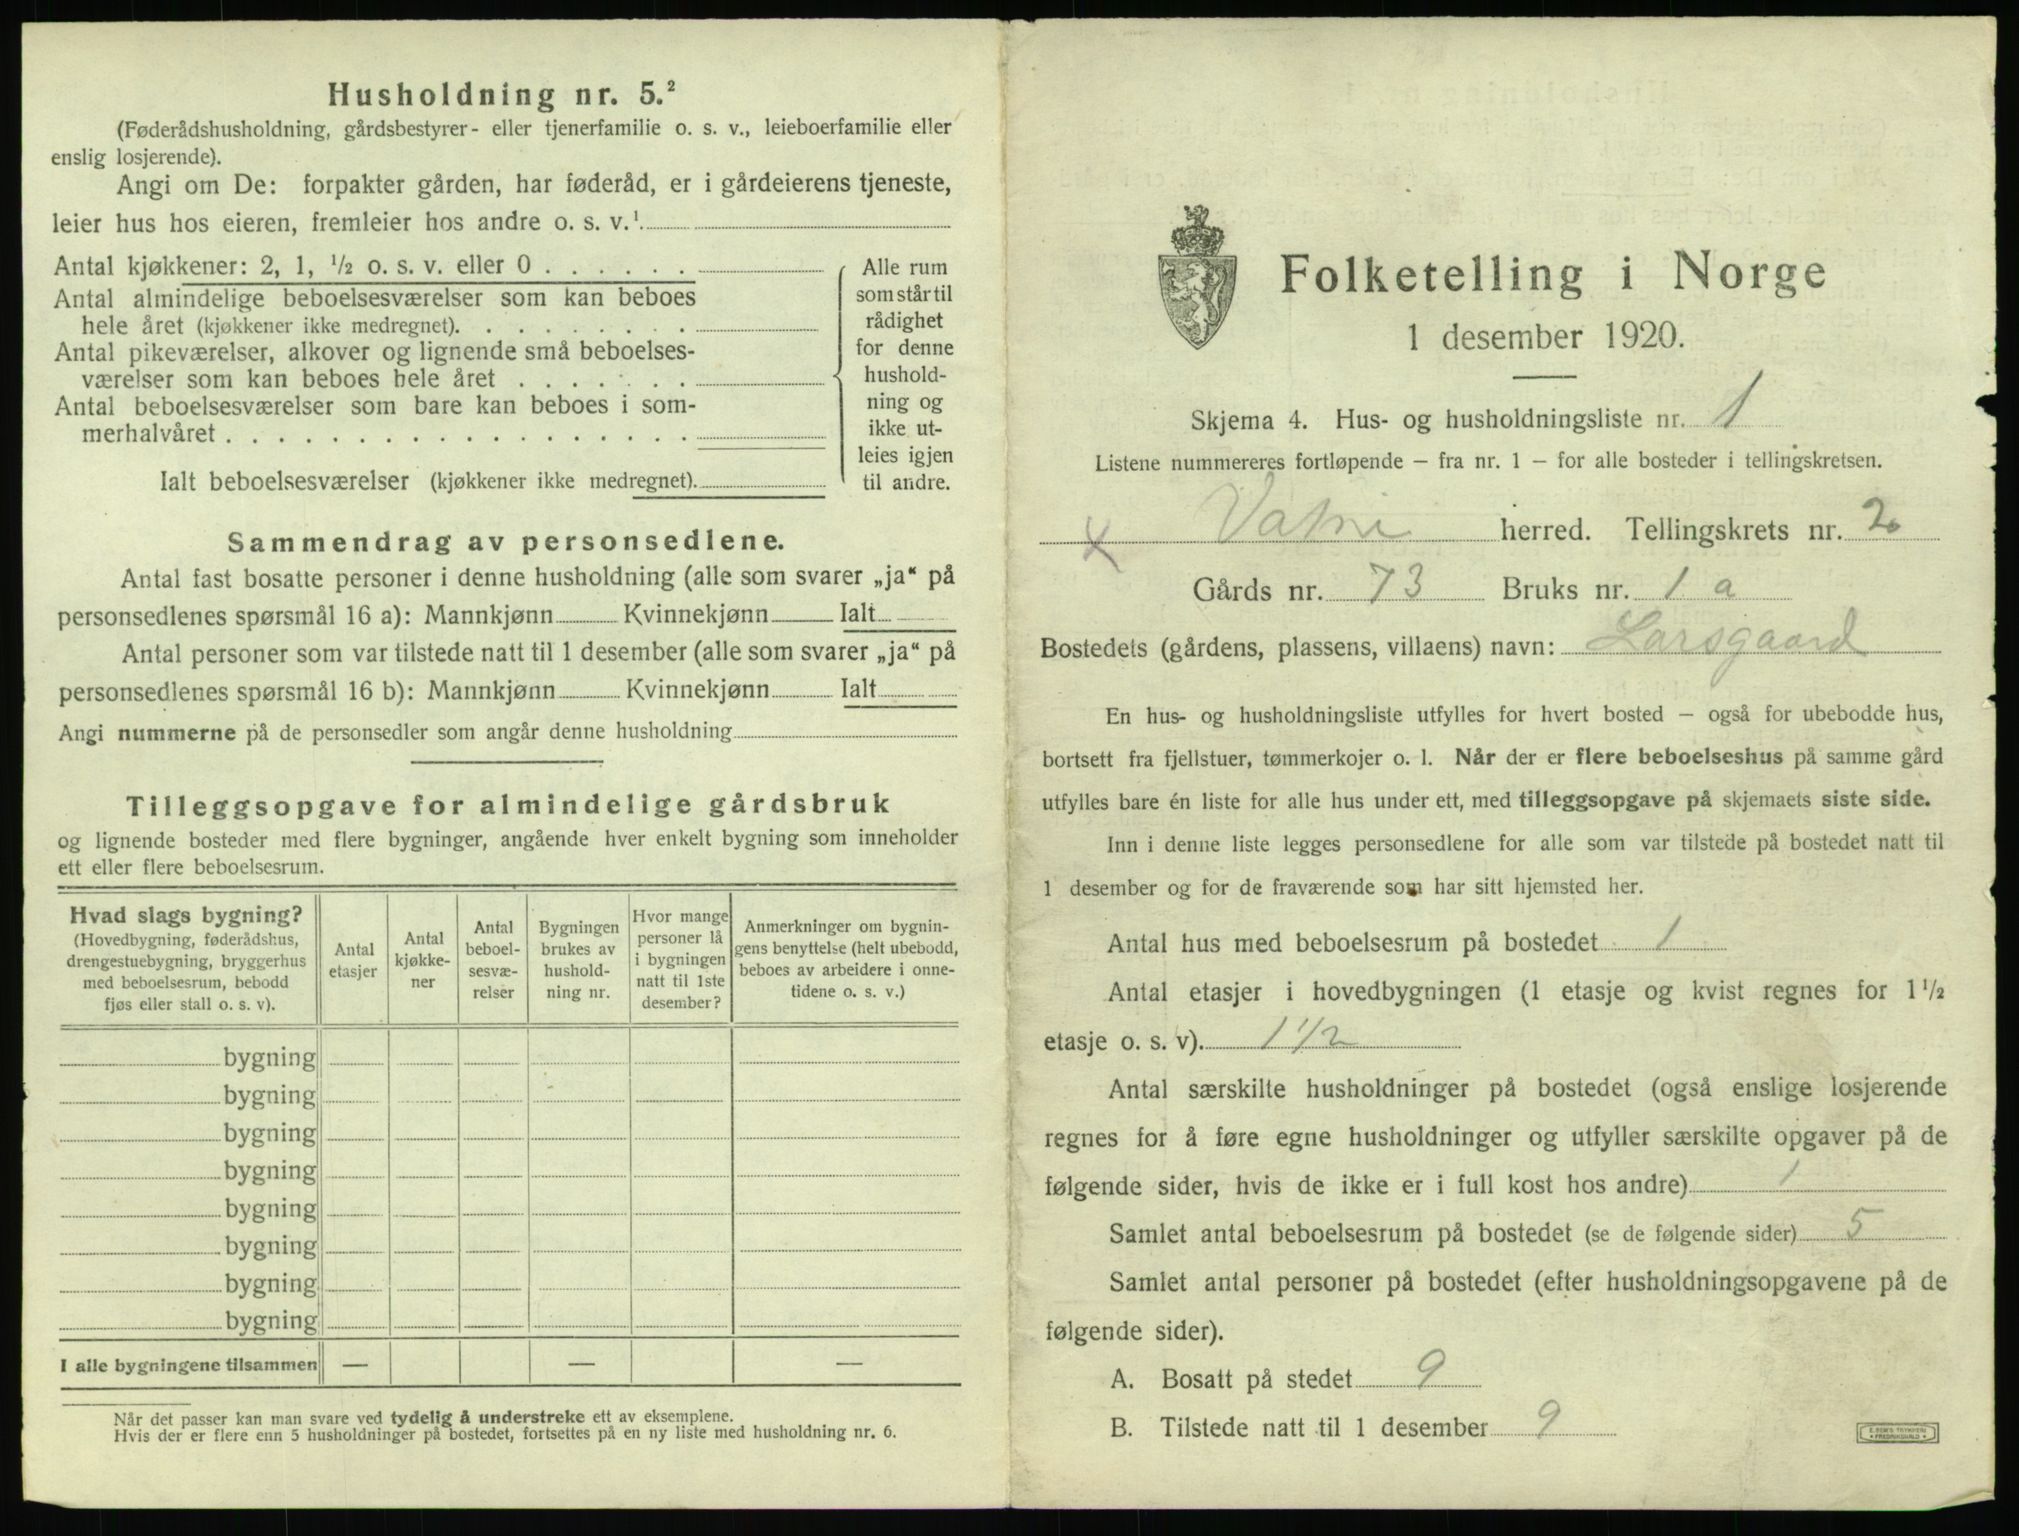 Husholdning nr. 5.²
(Føderådshusholdning, gårdsbestyrer- eller tjenerfamilie o. s. v., leieboerfamilie eller
enslig losjerende).
Angi om De: forpakter gården, har føderåd, er i gårdeierens tjeneste,
leier hus hos eieren, fremleier hos andre o. s. v.¹
Antal kjøkkener: 2, 1, ½ o. s. v. eller 0 . . . . . .
Antal almindelige beboelsesværelser som kan beboes
hele året (kjøkkener ikke medregnet). . . . . . . . .
Antal pikeværelser, alkover og lignende små beboelses-
værelser som kan beboes hele året . . . . . . .
Antal beboelsesværelser som bare kan beboes i som-
merhalvåret . . . . . . . . . . . . . . . . . .
Ialt beboelsesværelser (kjøkkener ikke medregnet).
Alle rum
som står til
rådighet
for denne
hushold-
ning og
ikke ut-
leies igjen
til andre.
Sammendrag av personsedlene.
Antal fast bosatte personer i denne husholdning (alle som svarer „ja“ på
personsedlenes spørsmål 16 a): Mannkjønn Kvinnekjønn Ialt
Antal personer som var tilstede natt til 1 desember (alle som svarer „ja“ på
personsedlenes spørsmål 16 b): Mannkjønn Kvinnekjønn Ialt
Angi nummerne på de personsedler som angår denne husholdning
Tilleggsopgave for almindelige gårdsbruk
og lignende bosteder med flere bygninger, angående hver enkelt bygning som inneholder
ett eller flere beboelsesrum.
Hvad slags bygning?
(Hovedbygning, føderådshus,
drengestuebygning, bryggerhus
med beboelsesrum, bebodd
fjøs eller stall o. s. v).
Antal
etasjer
Antal
kjøkke-
ner
Antal
beboel-
sesvæ-
relser
Bygningen
brukes av
hushold-
ning nr.
Hvor mange
personer lå
i bygningen
natt til 1ste
desember?
Anmerkninger om bygnin-
gens benyttelse (helt ubebodd,
beboes av arbeidere i onne-
tidene o. s. v.)
bygning
bygning
bygning
bygning
bygning
bygning
bygning
bygning
I alle bygningene tilsammen — — —
Når det passer kan man svare ved tydelig å understreke ett av eksemplene.
Hvis der er flere enn 5 husholdninger på bostedet, fortsettes på en ny liste med husholdning nr. 6.
Folketelling i Norge
1 desember 1920.
Skjema 4. Hus- og husholdningsliste nr. 1
Listene nummereres fortløpende – fra nr. 1 – for alle bosteder i tellingskretsen.
x Vatne herred. Tellingskrets nr. 2
Gårds nr. 73 Bruks nr. 1 a
Bostedets (gårdens, plassens, villaens) navn: Larsgaard
En hus- og husholdningsliste utfylles for hvert bosted – også for ubebodde hus,
bortsett fra fjellstuer, tømmerkojer o. l. Når der er flere beboelseshus på samme gård
utfylles bare én liste for alle hus under ett, med tilleggsopgave på skjemaets siste side.
Inn i denne liste legges personsedlene for alle som var tilstede på bostedet natt til
1 desember og for de fraværende som har sitt hjemsted her.
Antal hus med beboelsesrum på bostedet 1
Antal etasjer i hovedbygningen (1 etasje og kvist regnes for 1½
etasje o. s. v). 1 1/2
Antal særskilte husholdninger på bostedet (også enslige losjerende
regnes for å føre egne husholdninger og utfyller særskilte opgaver på de
følgende sider, hvis de ikke er i full kost hos andre) 1
Samlet antal beboelsesrum på bostedet (se de følgende sider) 5
Samlet antal personer på bostedet (efter husholdningsopgavene på de
følgende sider).
A. Bosatt på stedet 9
B. Tilstede natt til 1 desember 9